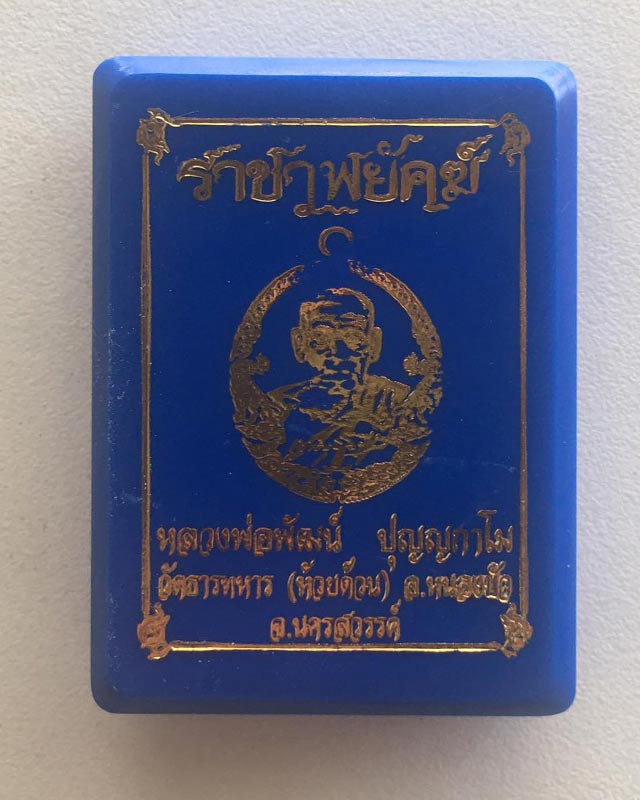 ราชาพยัคฆ์
หลวงพ่อพัฒน์ ปุญญกาโม
วัดธารทหาร (ห้วยด้วน) อ.หนองบัว
จ.นครสวรรค์